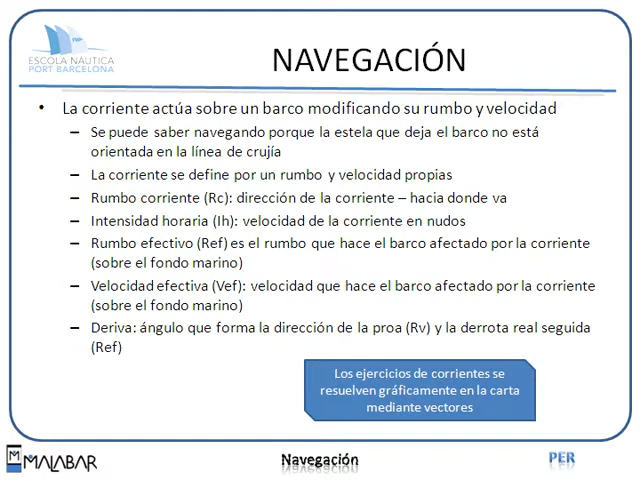 ESCOLA NÀUTICA
PORT BARCELONA
NAVEGACIÓN
• La corriente actúa sobre un barco modificando su rumbo y velocidad
– Se puede saber navegando porque la estela que deja el barco no está
orientada en la línea de crujía
– La corriente se define por un rumbo y velocidad propias
– Rumbo corriente (Rc): dirección de la corriente – hacia donde va
– Intensidad horaria (Ih): velocidad de la corriente en nudos
– Rumbo efectivo (Ref) es el rumbo que hace el barco afectado por la corriente
(sobre el fondo marino)
– Velocidad efectiva (Vef): velocidad que hace el barco afectado por la corriente
(sobre el fondo marino)
– Deriva: ángulo que forma la dirección de la proa (Rv) y la derrota real seguida
(Ref)
Los ejercicios de corrientes se
resuelven gráficamente en la carta
mediante vectores
MALABAR
Navegación
PER